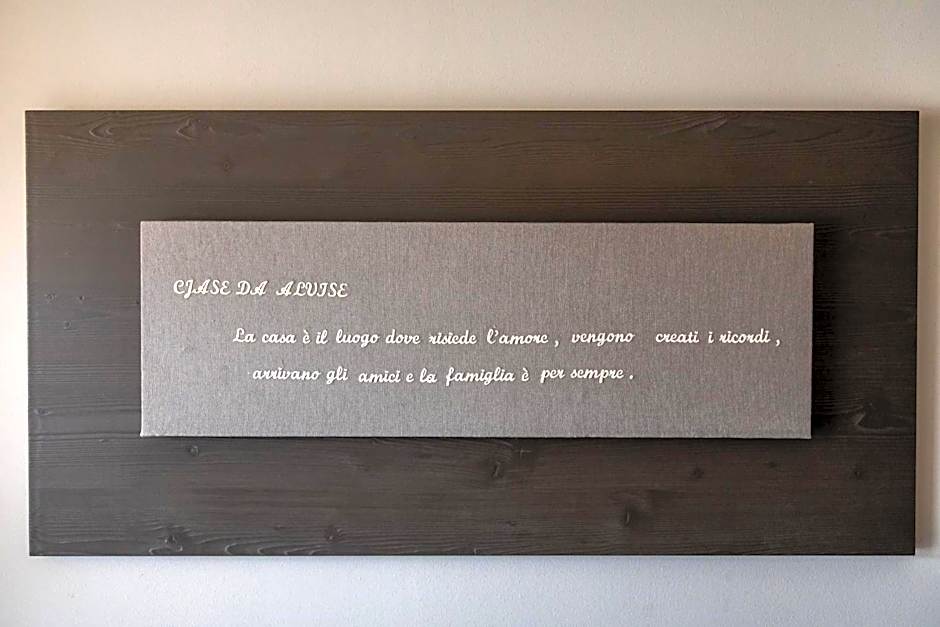 CJASE DA ALVISE
La casa è il luogo dove risiede l'amore , vengono creati i ricordi ,
arrivano gli amici e la famiglia è per sempre .